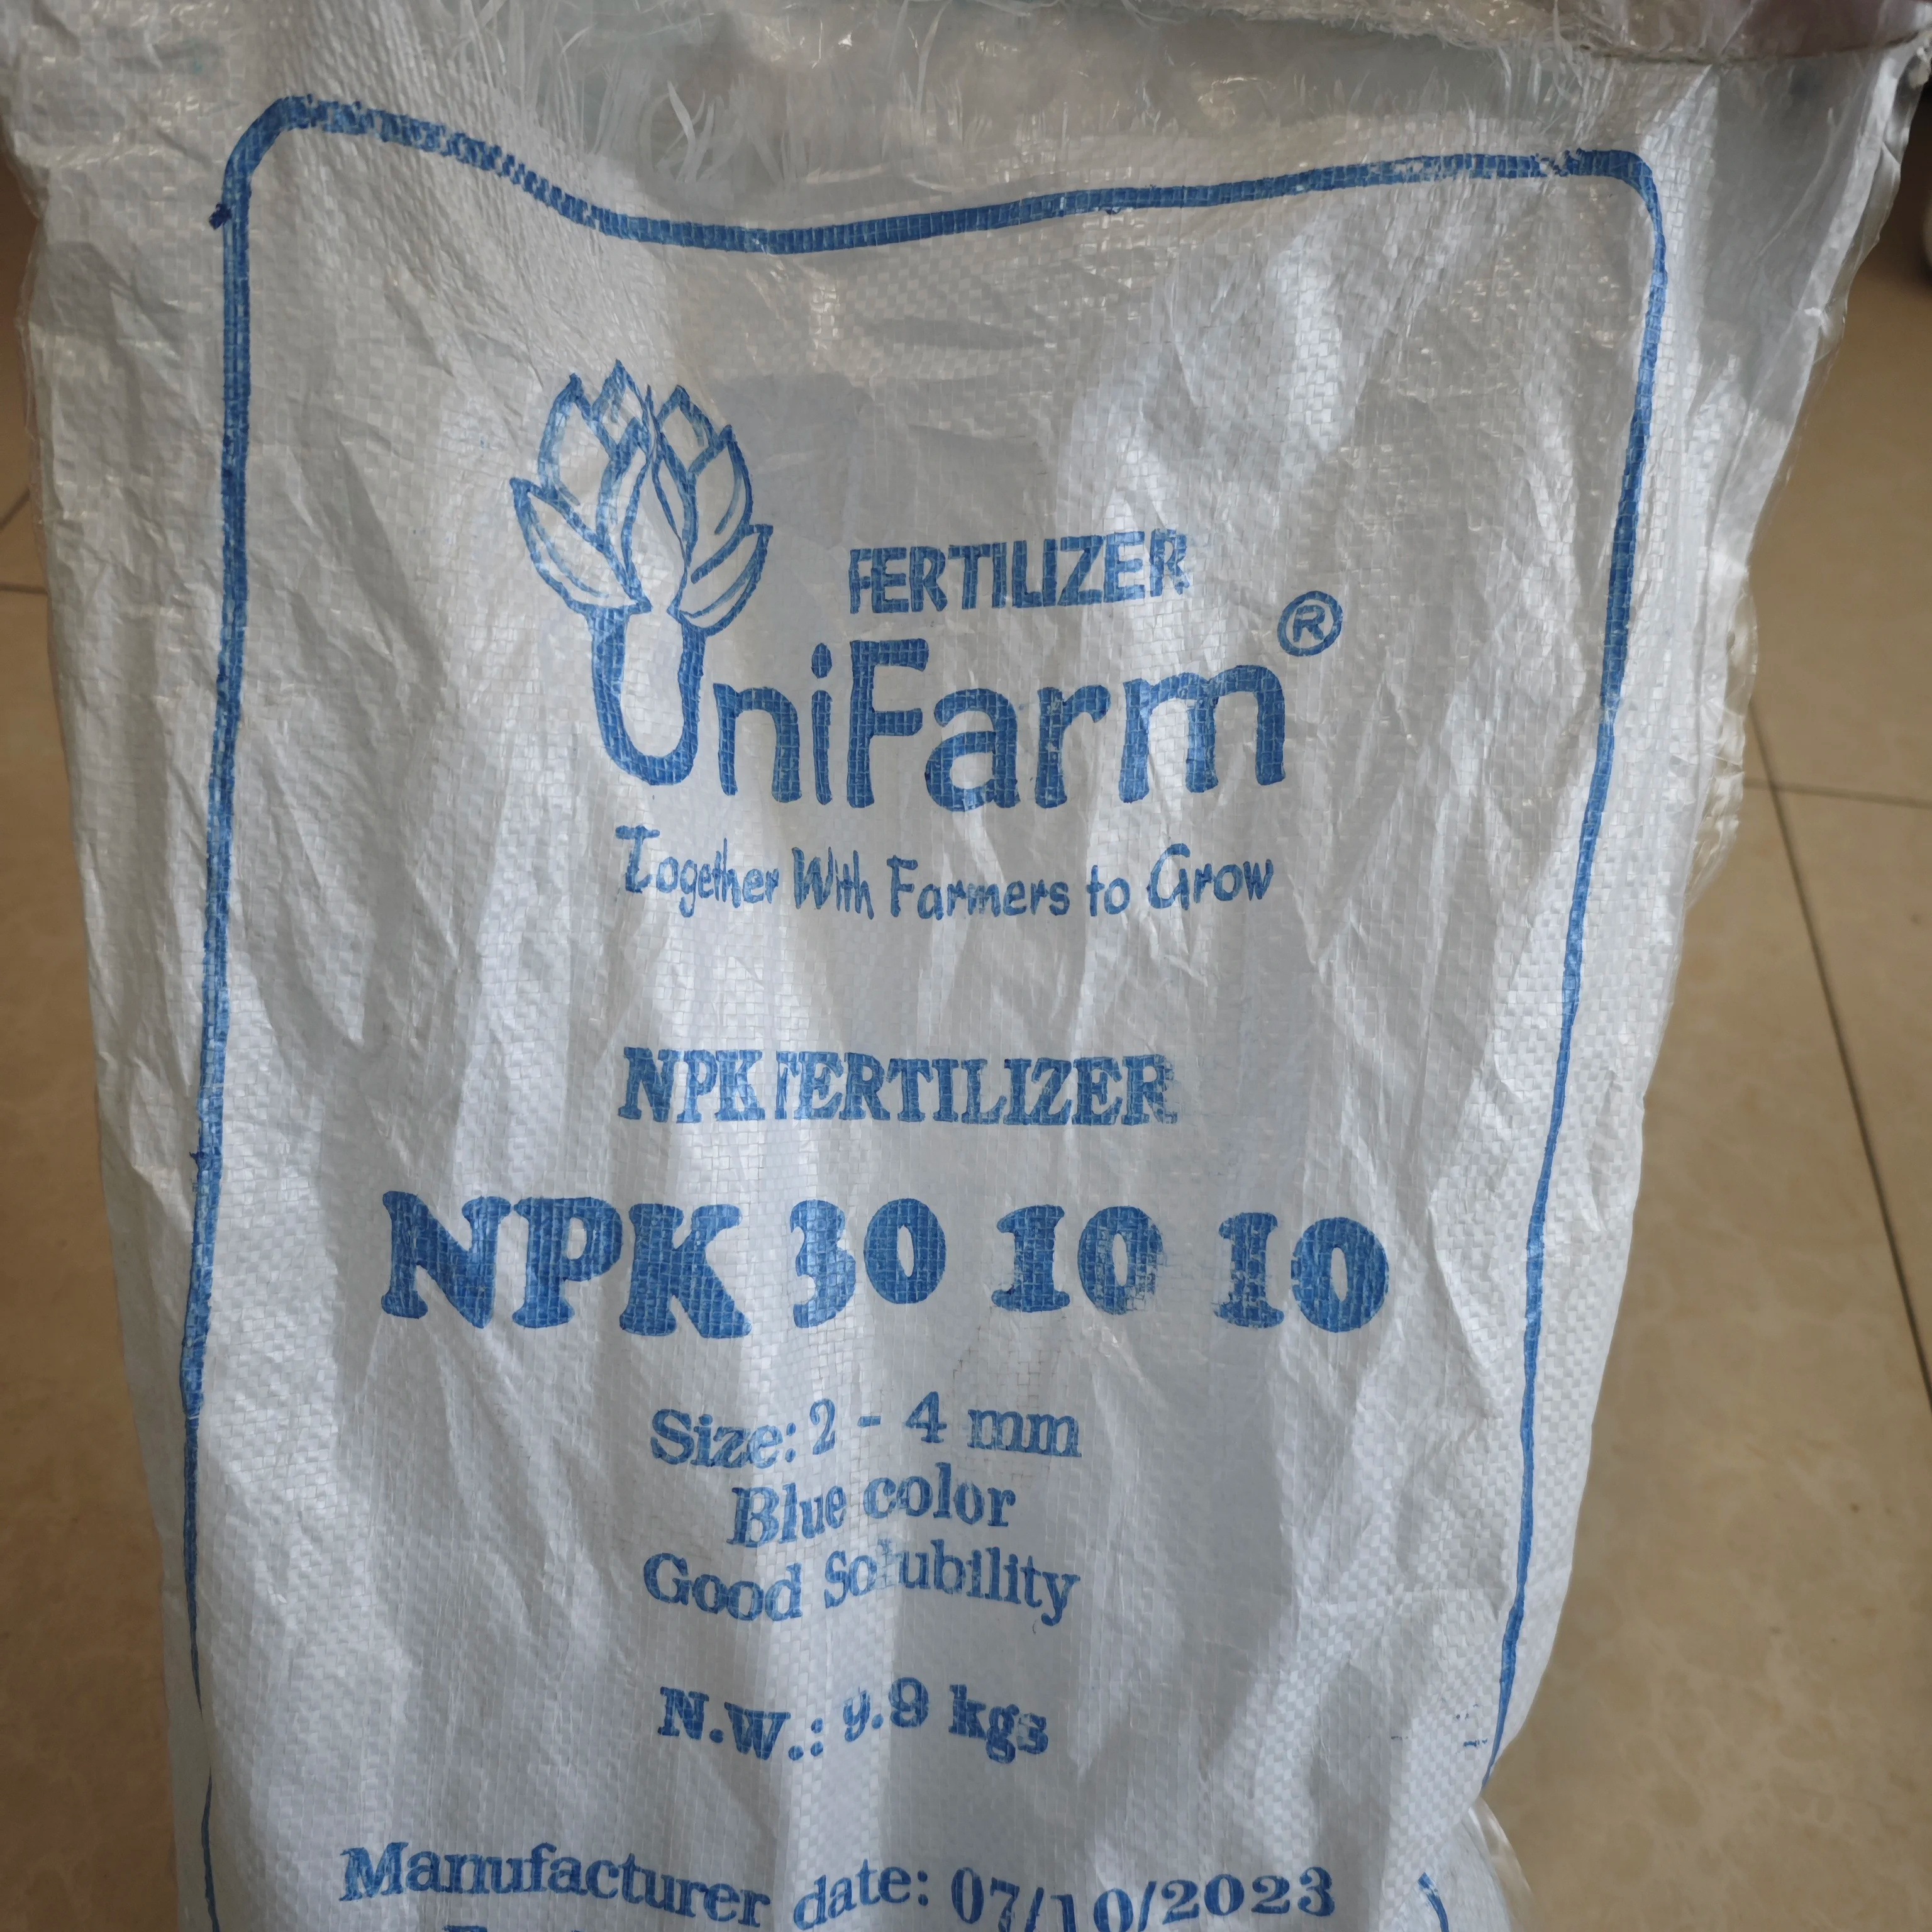 FERTILIZER
UniFarm®
Together With Farmers to Grow
NPK FERTILIZER
NPK 30 10 10
Size: 2 - 4 mm
Blue color
Good Solubility
N.W.: 9.9 kgs
Manufacturer date: 07/10/2023